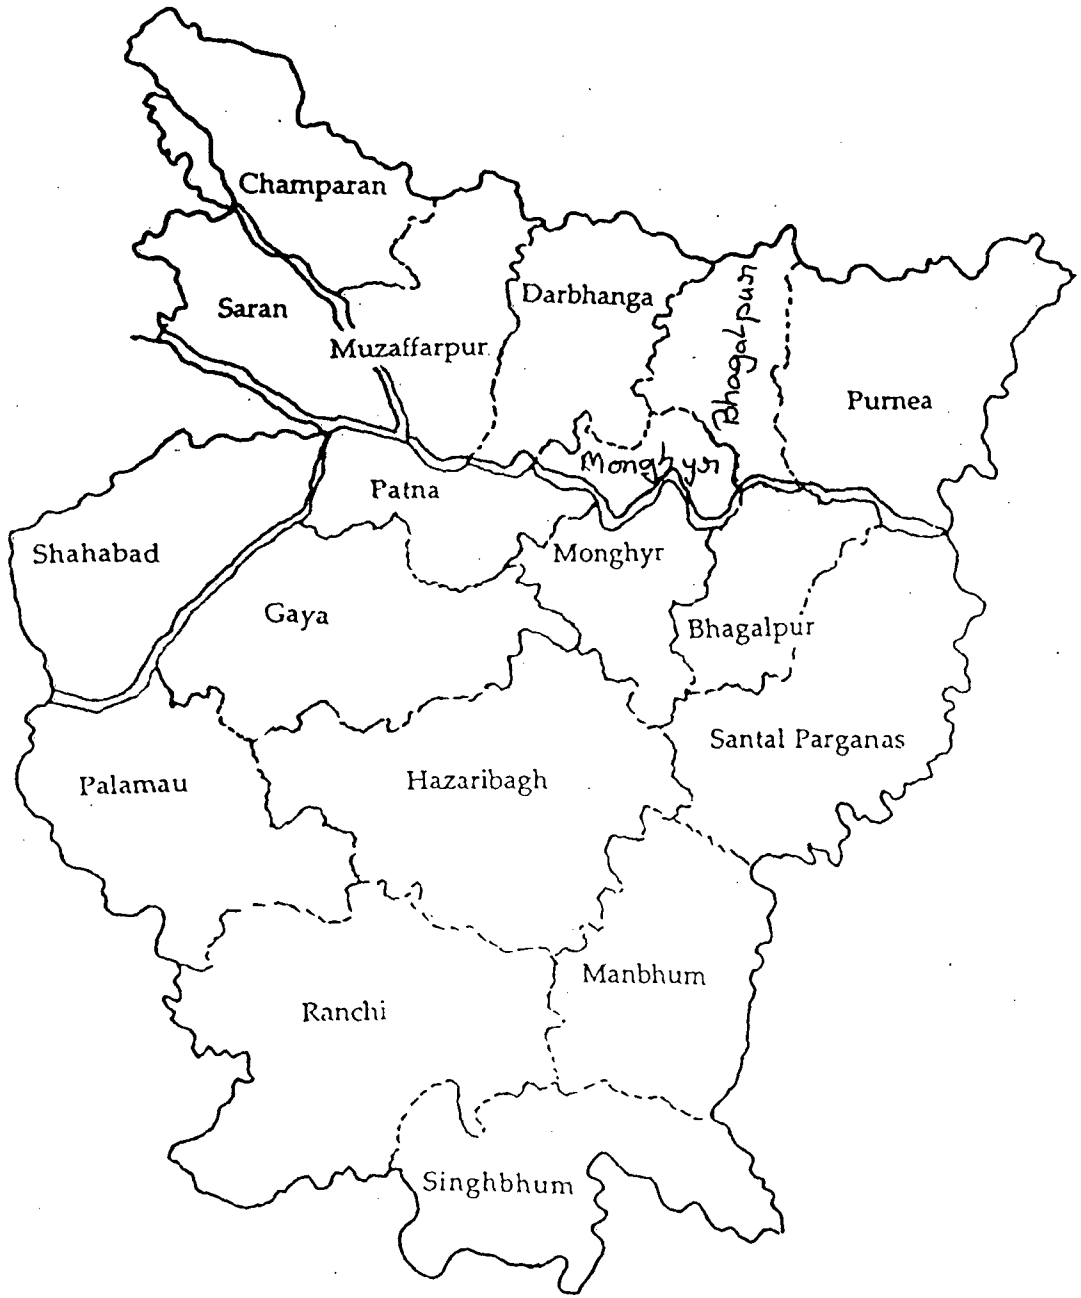 Champaran
Saran
Darbhanga
Bhagalpur
Muzaffarpur
Purnea
Monghyr
Patna
Shahabad
Monghyr
Gaya
Bhagalpur
Santal Parganas
Palamau
Hazaribagh
Manbhum
Ranchi
Singhbhum